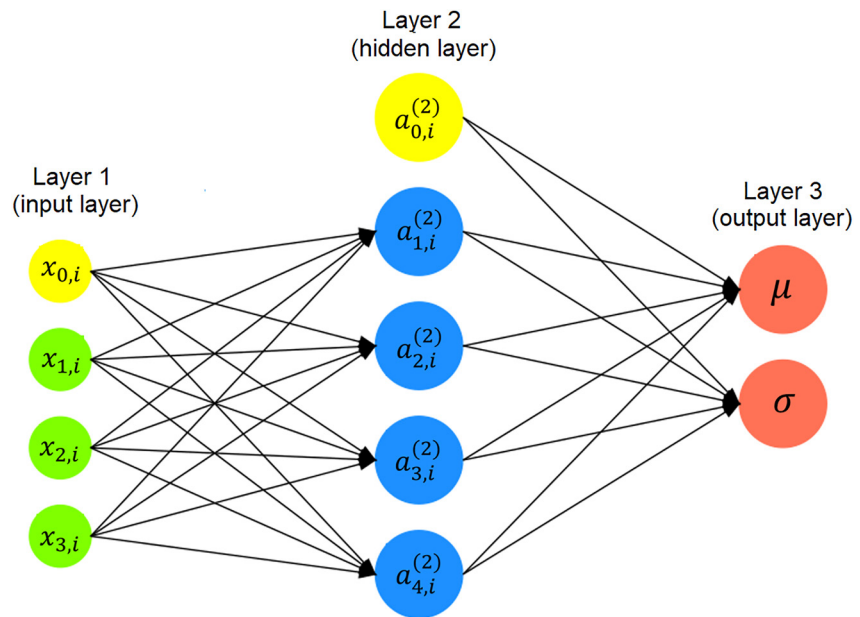 Layer 2
(hidden layer)
a_{0,i}^{(2)}
Layer 1
(input layer)
x_{0,i}
x_{1,i}
x_{2,i}
x_{3,i}
a_{1,i}^{(2)}
a_{2,i}^{(2)}
a_{3,i}^{(2)}
a_{4,i}^{(2)}
Layer 3
(output layer)
μ
σ